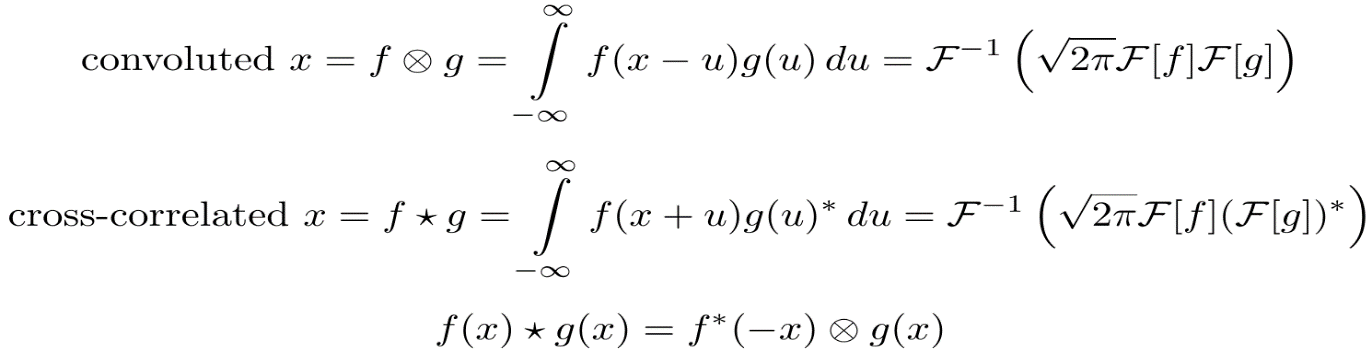 convoluted x = f ⊗ g = ∫_{−∞}^{∞} f(x − u)g(u) du = ℱ⁻¹ (√(2π)ℱ[f]ℱ[g])
cross-correlated x = f ⋆ g = ∫_{−∞}^{∞} f(x + u)g(u)* du = ℱ⁻¹ (√(2π)ℱ[f](ℱ[g])*)
f(x) ⋆ g(x) = f*(−x) ⊗ g(x)